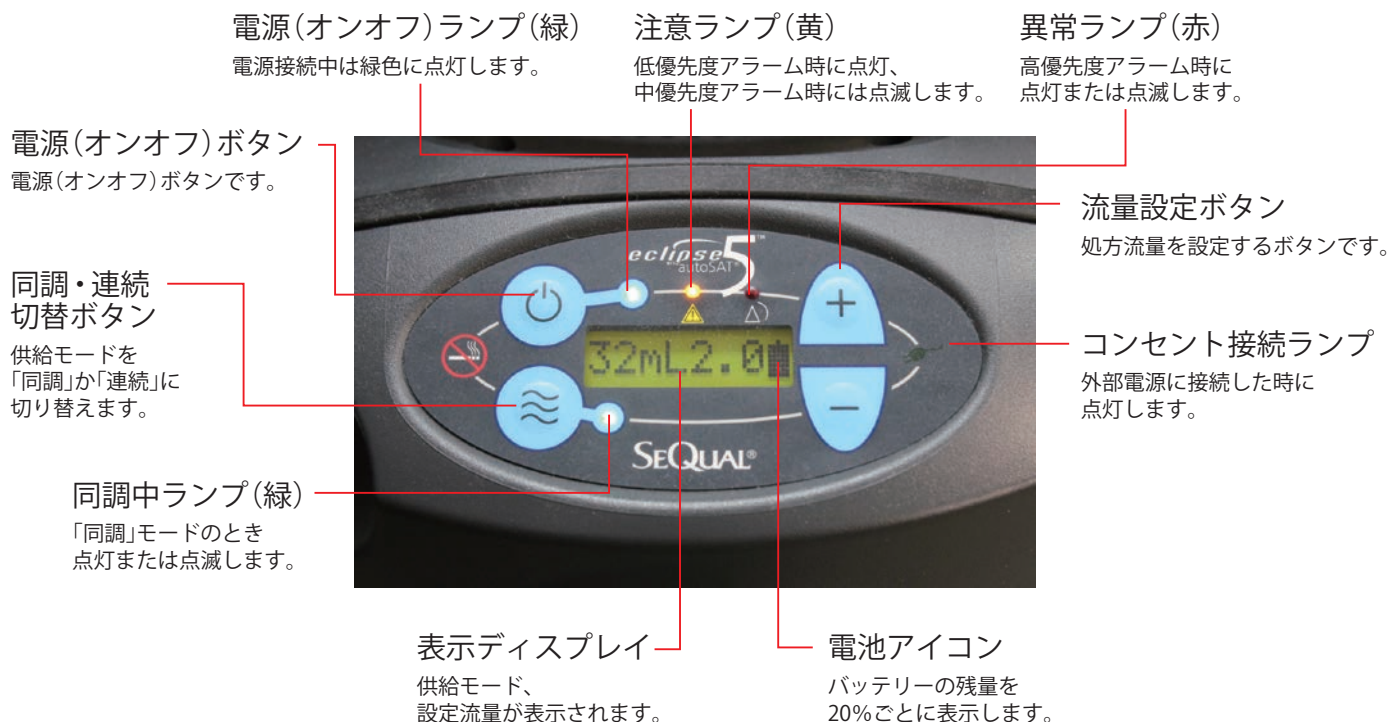 電源(オンオフ)ランプ(緑)
電源接続中は緑色に点灯します。
注意ランプ(黄)
低優先度アラーム時に点灯、
中優先度アラーム時には点滅します。
異常ランプ(赤)
高優先度アラーム時に
点灯または点滅します。
電源(オンオフ)ボタン
電源(オンオフ)ボタンです。
流量設定ボタン
処方流量を設定するボタンです。
同調・連続
切替ボタン
供給モードを
「同調」か「連続」に
切り替えます。
コンセント接続ランプ
外部電源に接続した時に
点灯します。
eclipse 5™
autoSAT®
+
32mL2.0
−
SEQUAL®
同調中ランプ(緑)
「同調」モードのとき
点灯または点滅します。
表示ディスプレイ
供給モード、
設定流量が表示されます。
電池アイコン
バッテリーの残量を
20%ごとに表示します。